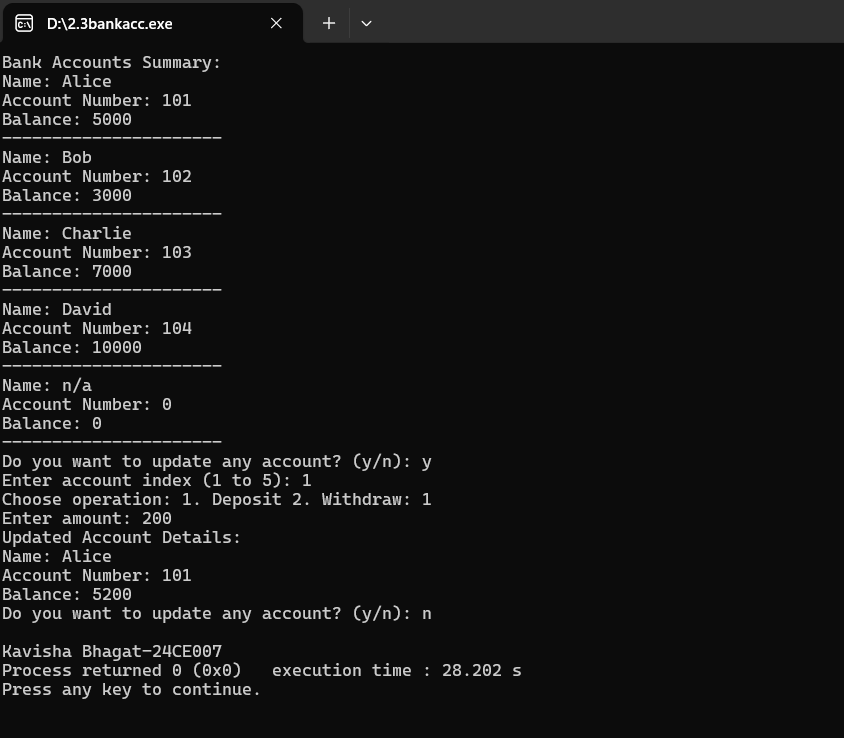 D:\2.3bankacc.exe
Bank Accounts Summary:
Name: Alice
Account Number: 101
Balance: 5000
----------------------
Name: Bob
Account Number: 102
Balance: 3000
----------------------
Name: Charlie
Account Number: 103
Balance: 7000
----------------------
Name: David
Account Number: 104
Balance: 10000
----------------------
Name: n/a
Account Number: 0
Balance: 0
----------------------
Do you want to update any account? (y/n): y
Enter account index (1 to 5): 1
Choose operation: 1. Deposit 2. Withdraw: 1
Enter amount: 200
Updated Account Details:
Name: Alice
Account Number: 101
Balance: 5200
Do you want to update any account? (y/n): n
Kavisha Bhagat-24CE007
Process returned 0 (0x0)   execution time : 28.202 s
Press any key to continue.